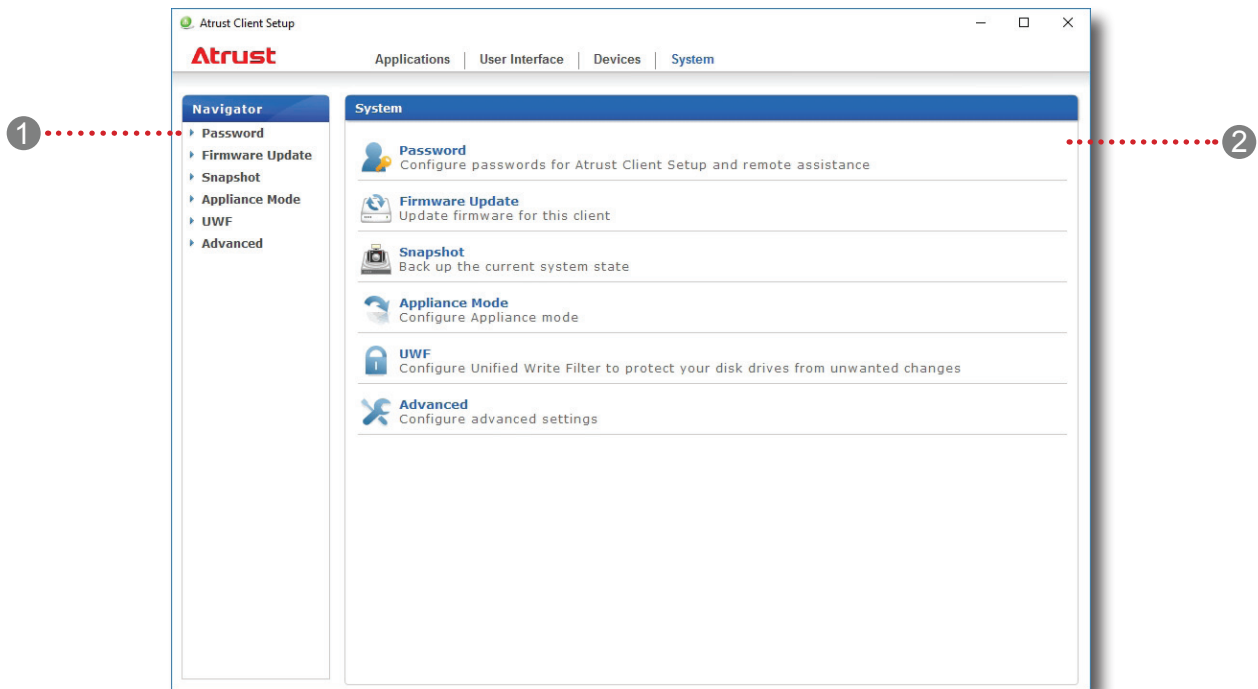 Atrust Client Setup
Atrust
Applications | User Interface | Devices | System
Navigator
Password
Firmware Update
Snapshot
Appliance Mode
UWF
Advanced
System
Password
Configure passwords for Atrust Client Setup and remote assistance
Firmware Update
Update firmware for this client
Snapshot
Back up the current system state
Appliance Mode
Configure Appliance mode
UWF
Configure Unified Write Filter to protect your disk drives from unwanted changes
Advanced
Configure advanced settings
1
2